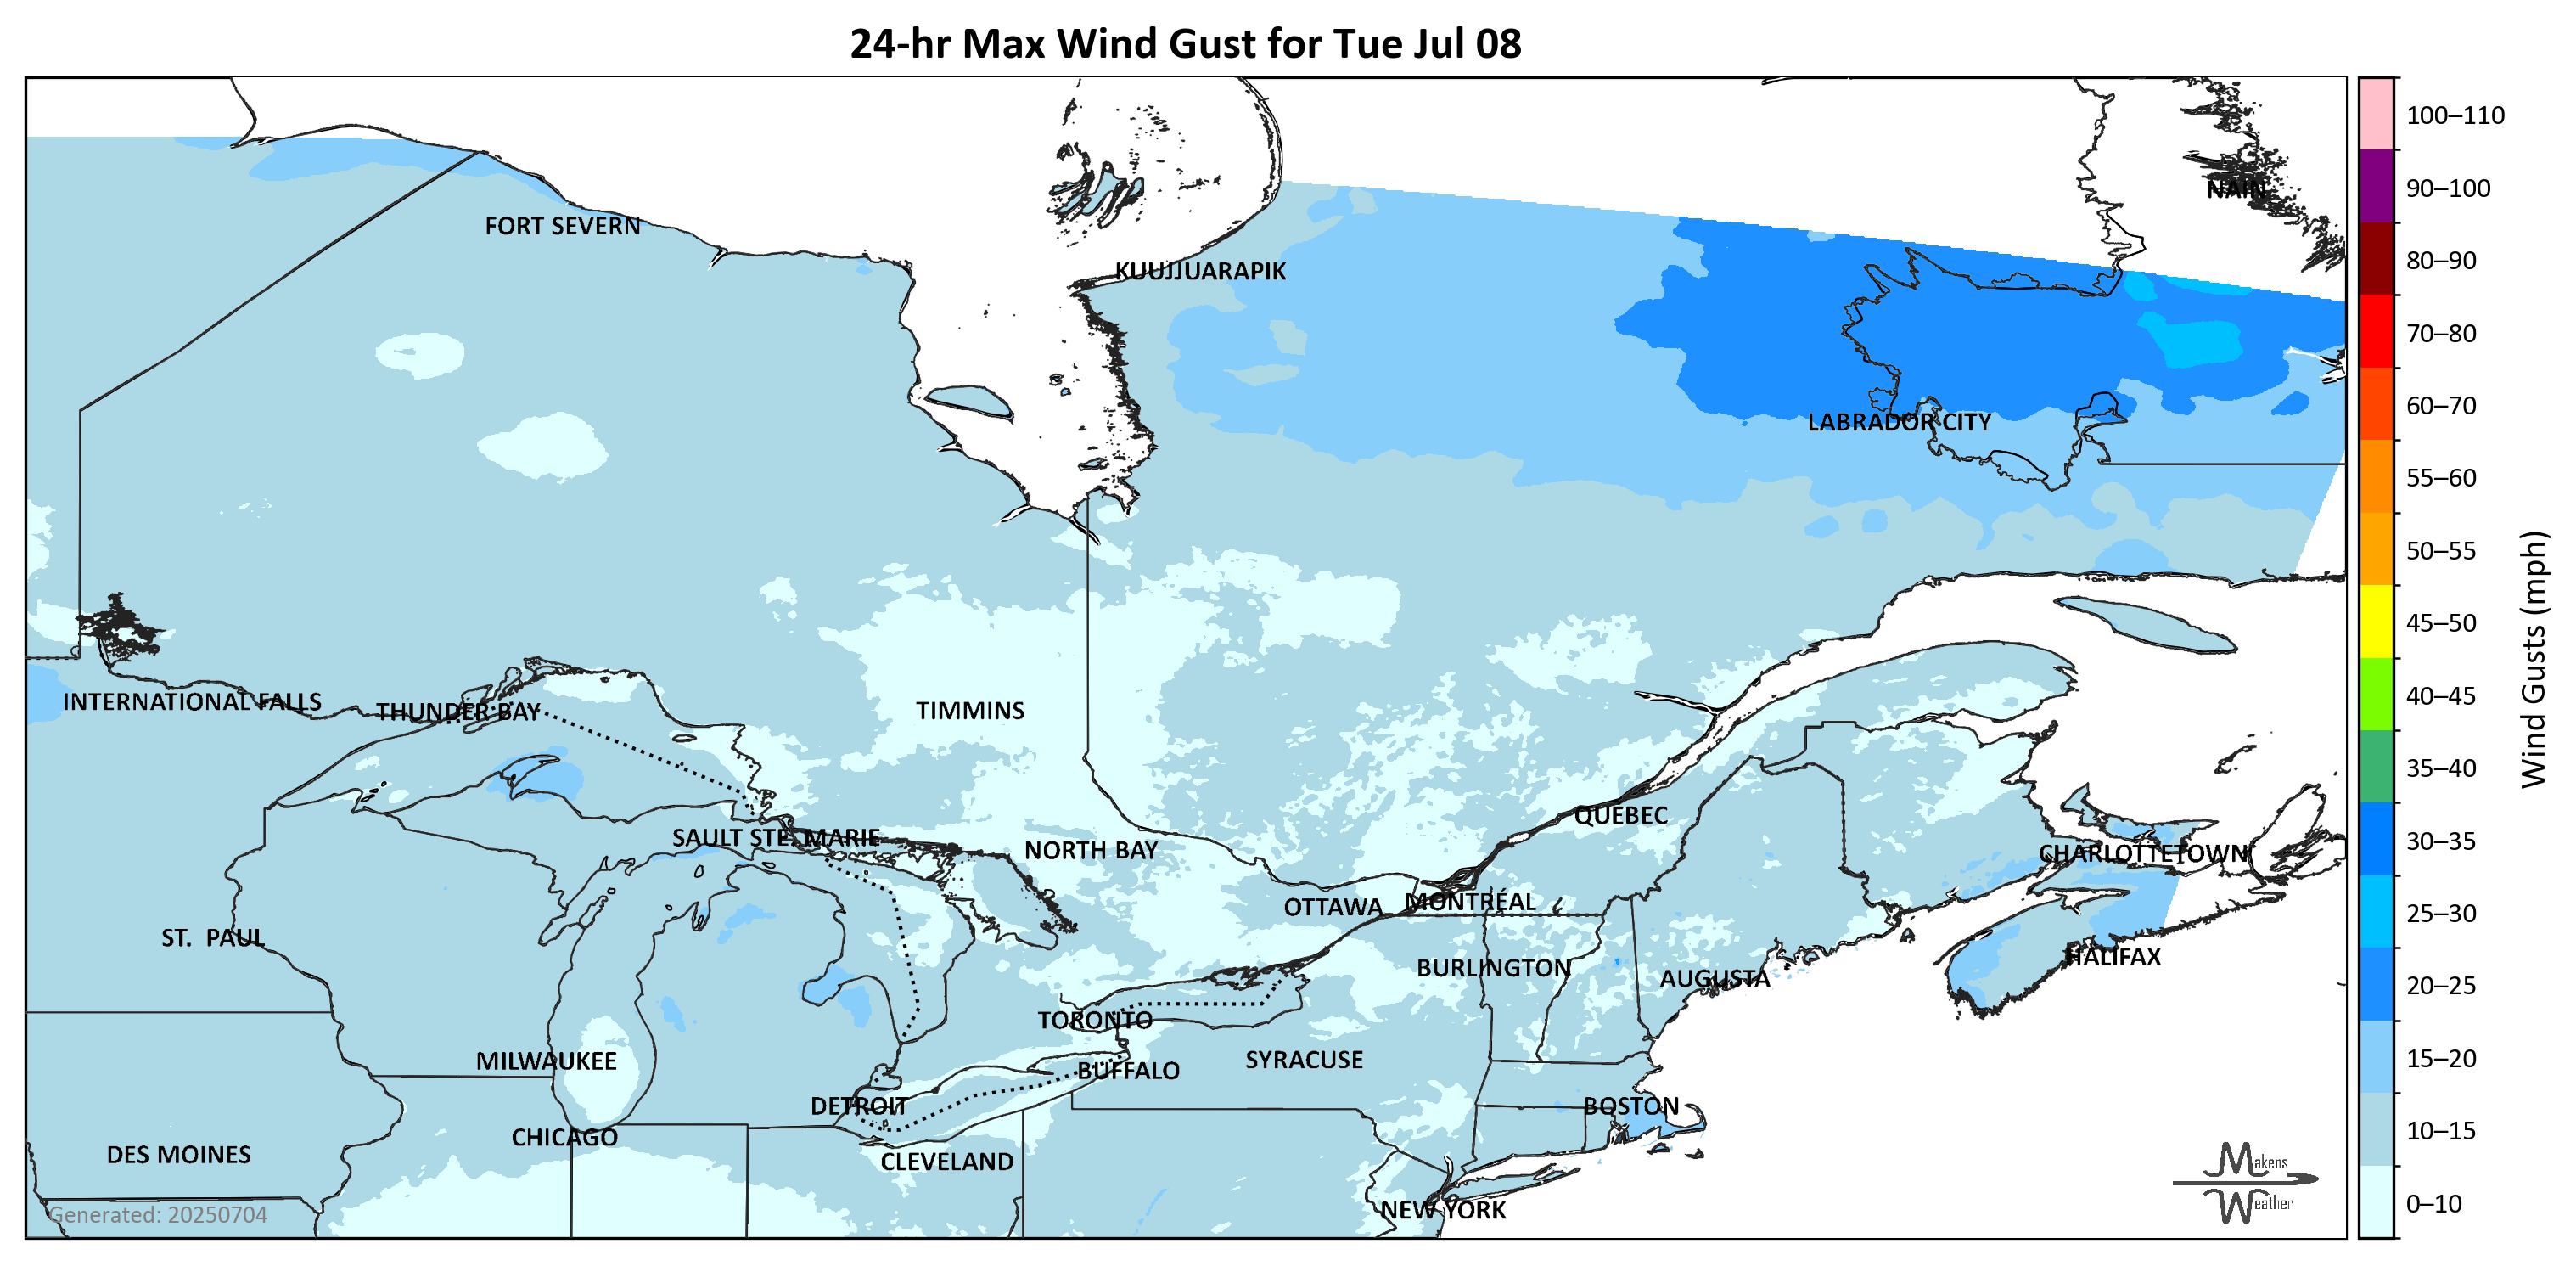 24-hr Max Wind Gust for Tue Jul 08
100–110
90–100
80–90
70–80
60–70
55–60
50–55
45–50
40–45
35–40
30–35
25–30
20–25
15–20
10–15
0–10
Wind Gusts (mph)
NAIN
FORT SEVERN
KUUJJUARAPIK
LABRADOR CITY
INTERNATIONAL FALLS
THUNDER BAY
TIMMINS
QUEBEC
SAULT STE. MARIE
NORTH BAY
CHARLOTTETOWN
OTTAWA
MONTRÉAL
ST. PAUL
HALIFAX
BURLINGTON
AUGUSTA
TORONTO
MILWAUKEE
SYRACUSE
BUFFALO
DETROIT
BOSTON
CHICAGO
DES MOINES
CLEVELAND
NEW YORK
Generated: 20250704
Makens
Weather